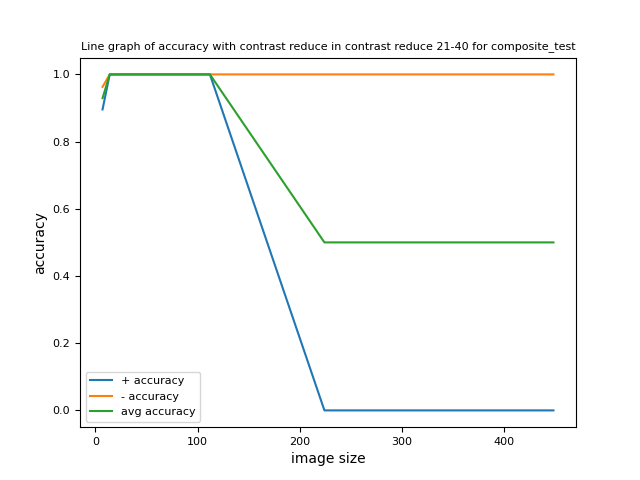 Line graph of accuracy with contrast reduce in contrast reduce 21-40 for composite_test
1.0
0.8
0.6
0.4
0.2
0.0
accuracy
+ accuracy
- accuracy
avg accuracy
0 100 200 300 400
image size